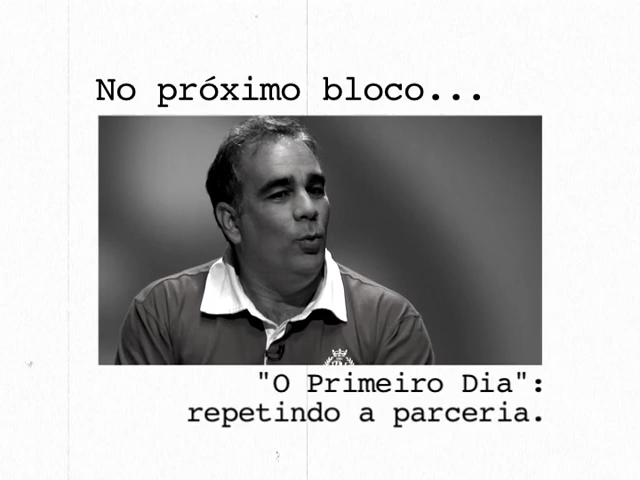 No próximo bloco...
"O Primeiro Dia":
repetindo a parceria.